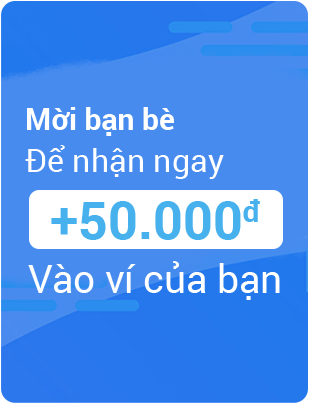 Mời bạn bè
Để nhận ngay
+50.000đ
Vào ví của bạn